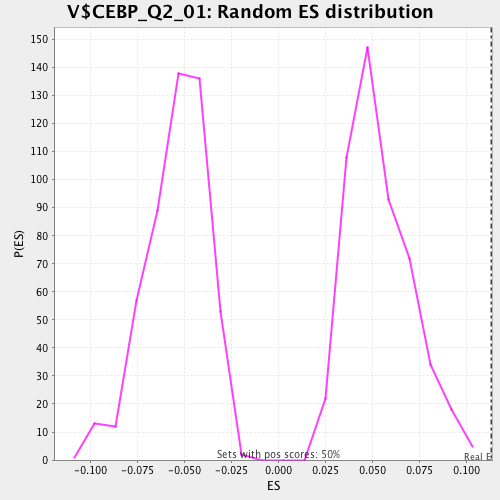 V$CEBP_Q2_01: Random ES distribution
150
140
130
120
110
100
90
80
70
60
50
40
30
20
10
0
P(ES)
Sets with pos scores: 50%
Real E
-0.100 -0.075 -0.050 -0.025 0.000 0.025 0.050 0.075 0.100
ES